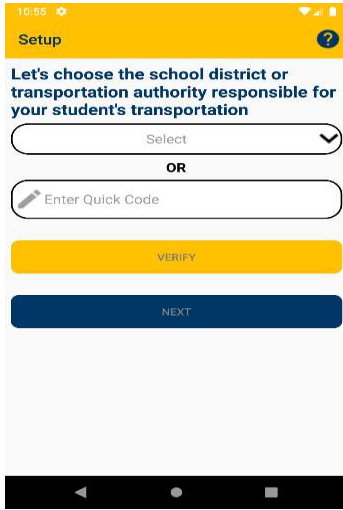 10:55
Setup
?
Let's choose the school district or
transportation authority responsible for
your student's transportation
Select
OR
Enter Quick Code
VERIFY
NEXT